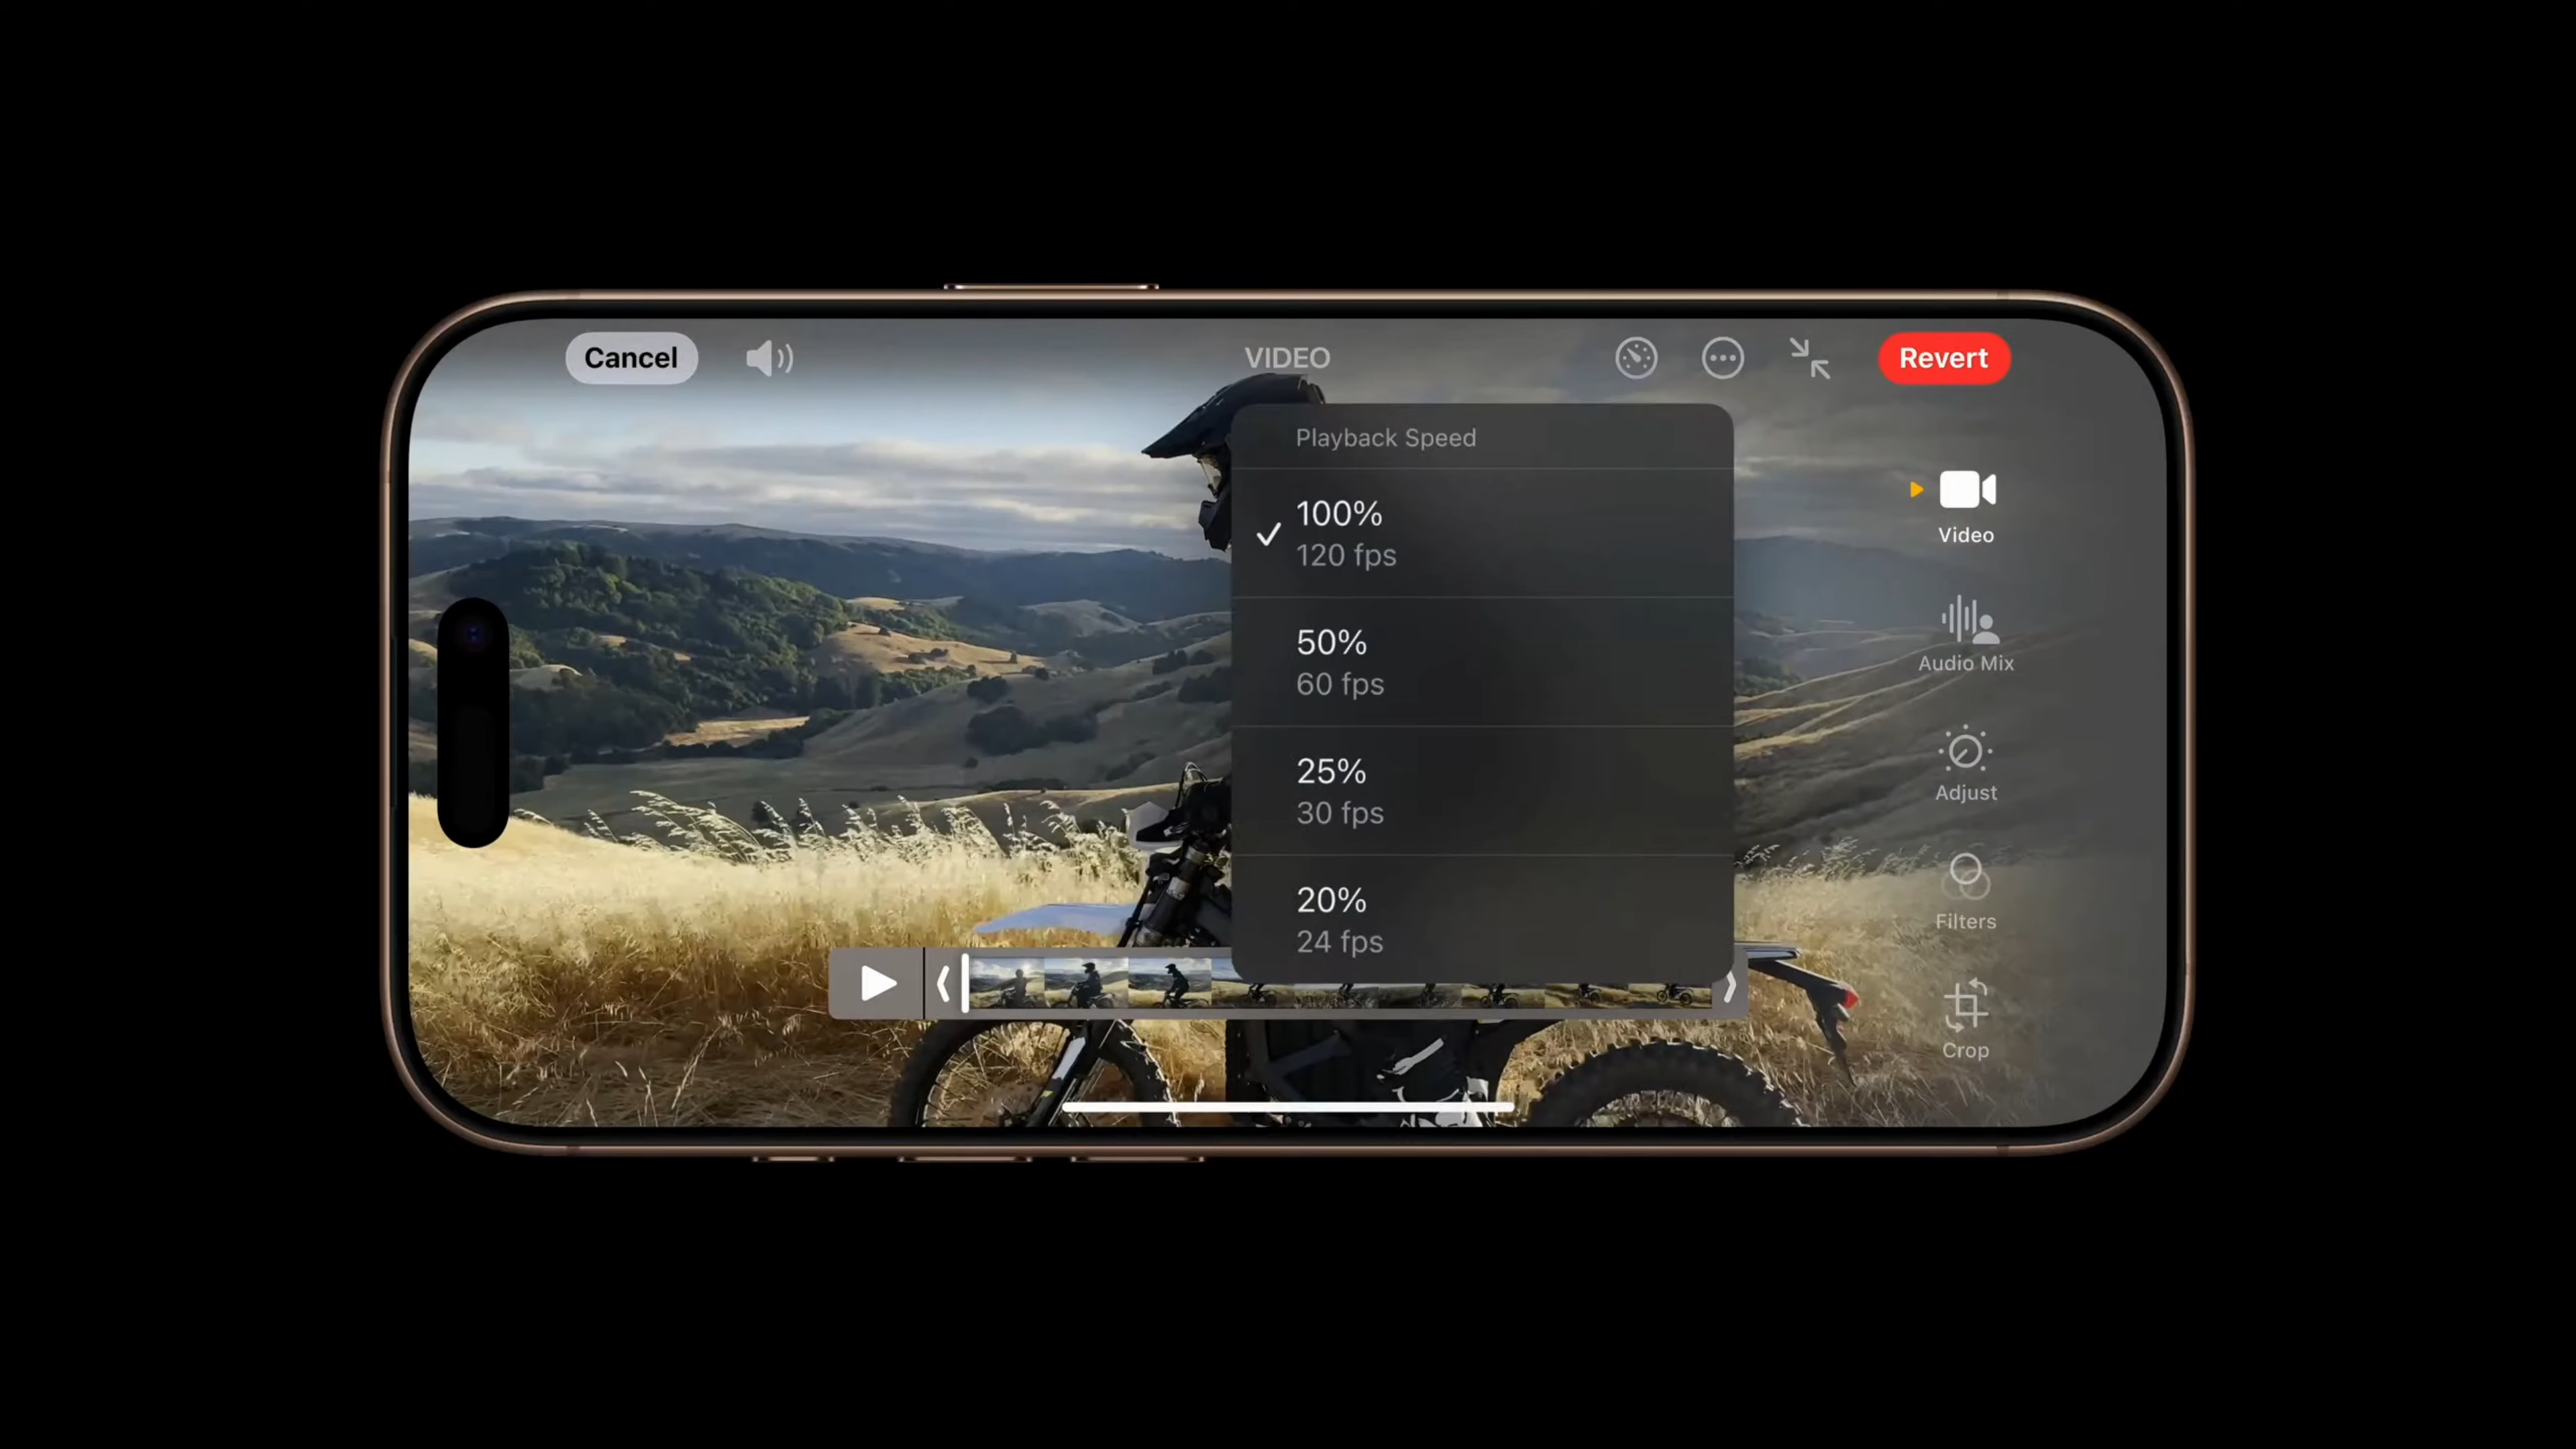 Cancel
VIDEO
Revert
Playback Speed
100%
120 fps
50%
60 fps
25%
30 fps
20%
24 fps
Video
Audio Mix
Adjust
Filters
Crop